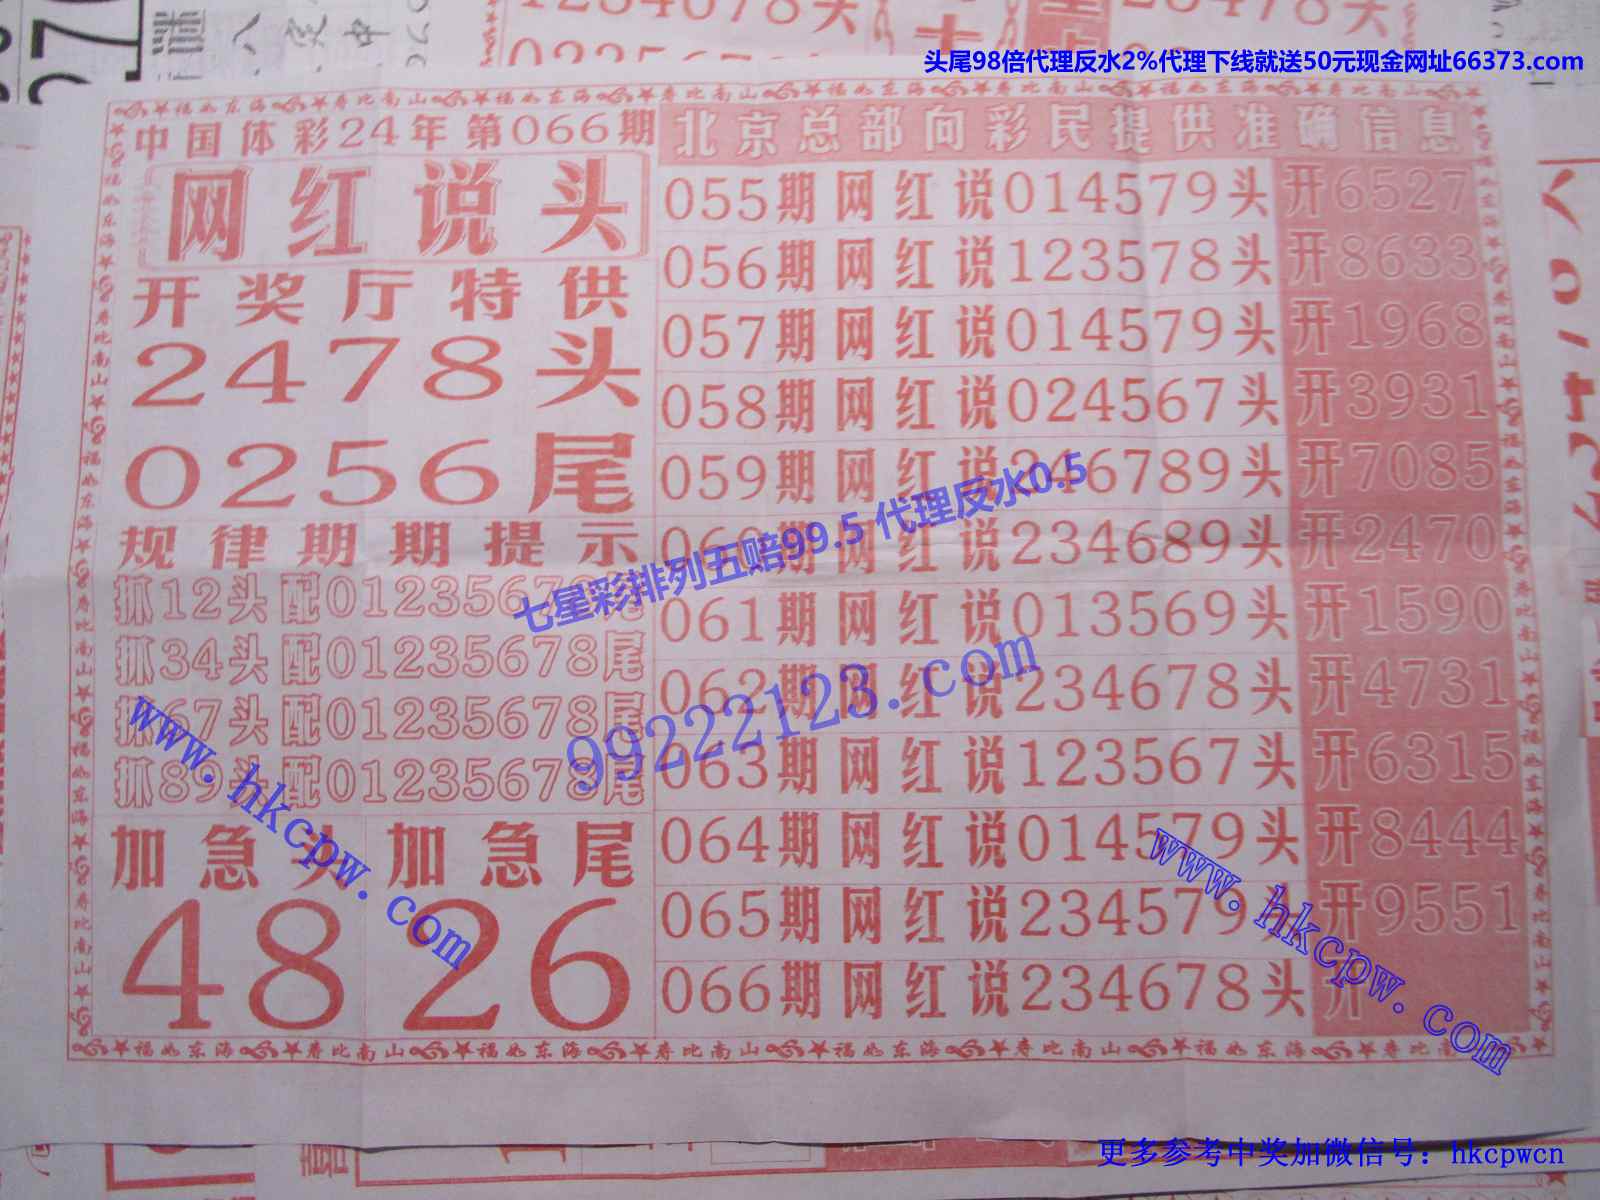 头尾98倍代理反水2%代理下线就送50元现金网址66373.com
中国体彩24年第066期
网红说头
开奖厅特供
2478头
0256尾
规律期期提示
抓12头配01235678尾
抓34头配01235678尾
抓67头配01235678尾
抓89头配01235678尾
加急头 加急尾
48 26
北京总部向彩民提供准确信息
055期网红说014579头 开6527
056期网红说123578头 开8633
057期网红说014579头 开1968
058期网红说024567头 开3931
059期网红说246789头 开7085
060期网红说234689头 开2470
061期网红说013569头 开1590
062期网红说234678头 开4731
063期网红说123567头 开6315
064期网红说014579头 开8444
065期网红说234579头 开9551
066期网红说234678头 开
七星彩排列五赔99.5 代理反水0.5
99222123.com
www.hkcpw.com
www.hkcpw.com
福如东海 寿比南山
更多参考中奖加微信号：hkcpwcn